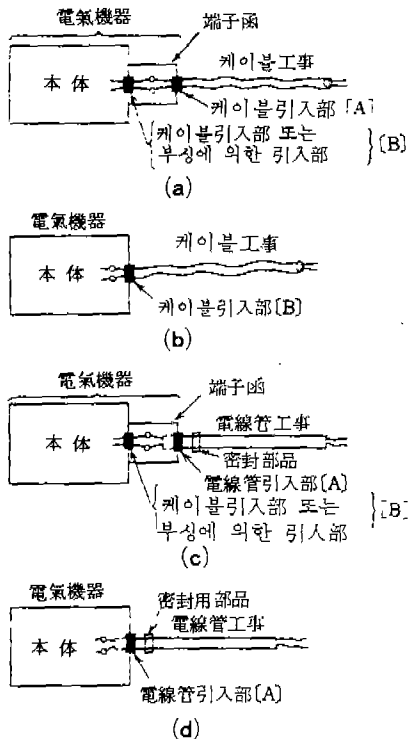 電氣機器
端子函
케이블工事
本体
케이블引入部〔A〕
케이블引入部 또는
부싱에 의한 引入部
〔B〕
(a)
電氣機器
케이블工事
本体
케이블引入部〔B〕
(b)
電氣機器
端子函
電線管工事
本体
密封部品
電線管引入部〔A〕
케이블引入部 또는
부싱에 의한 引入部
〔B〕
(c)
電氣機器
密封用部品
電線管工事
本体
電線管引入部〔A〕
(d)